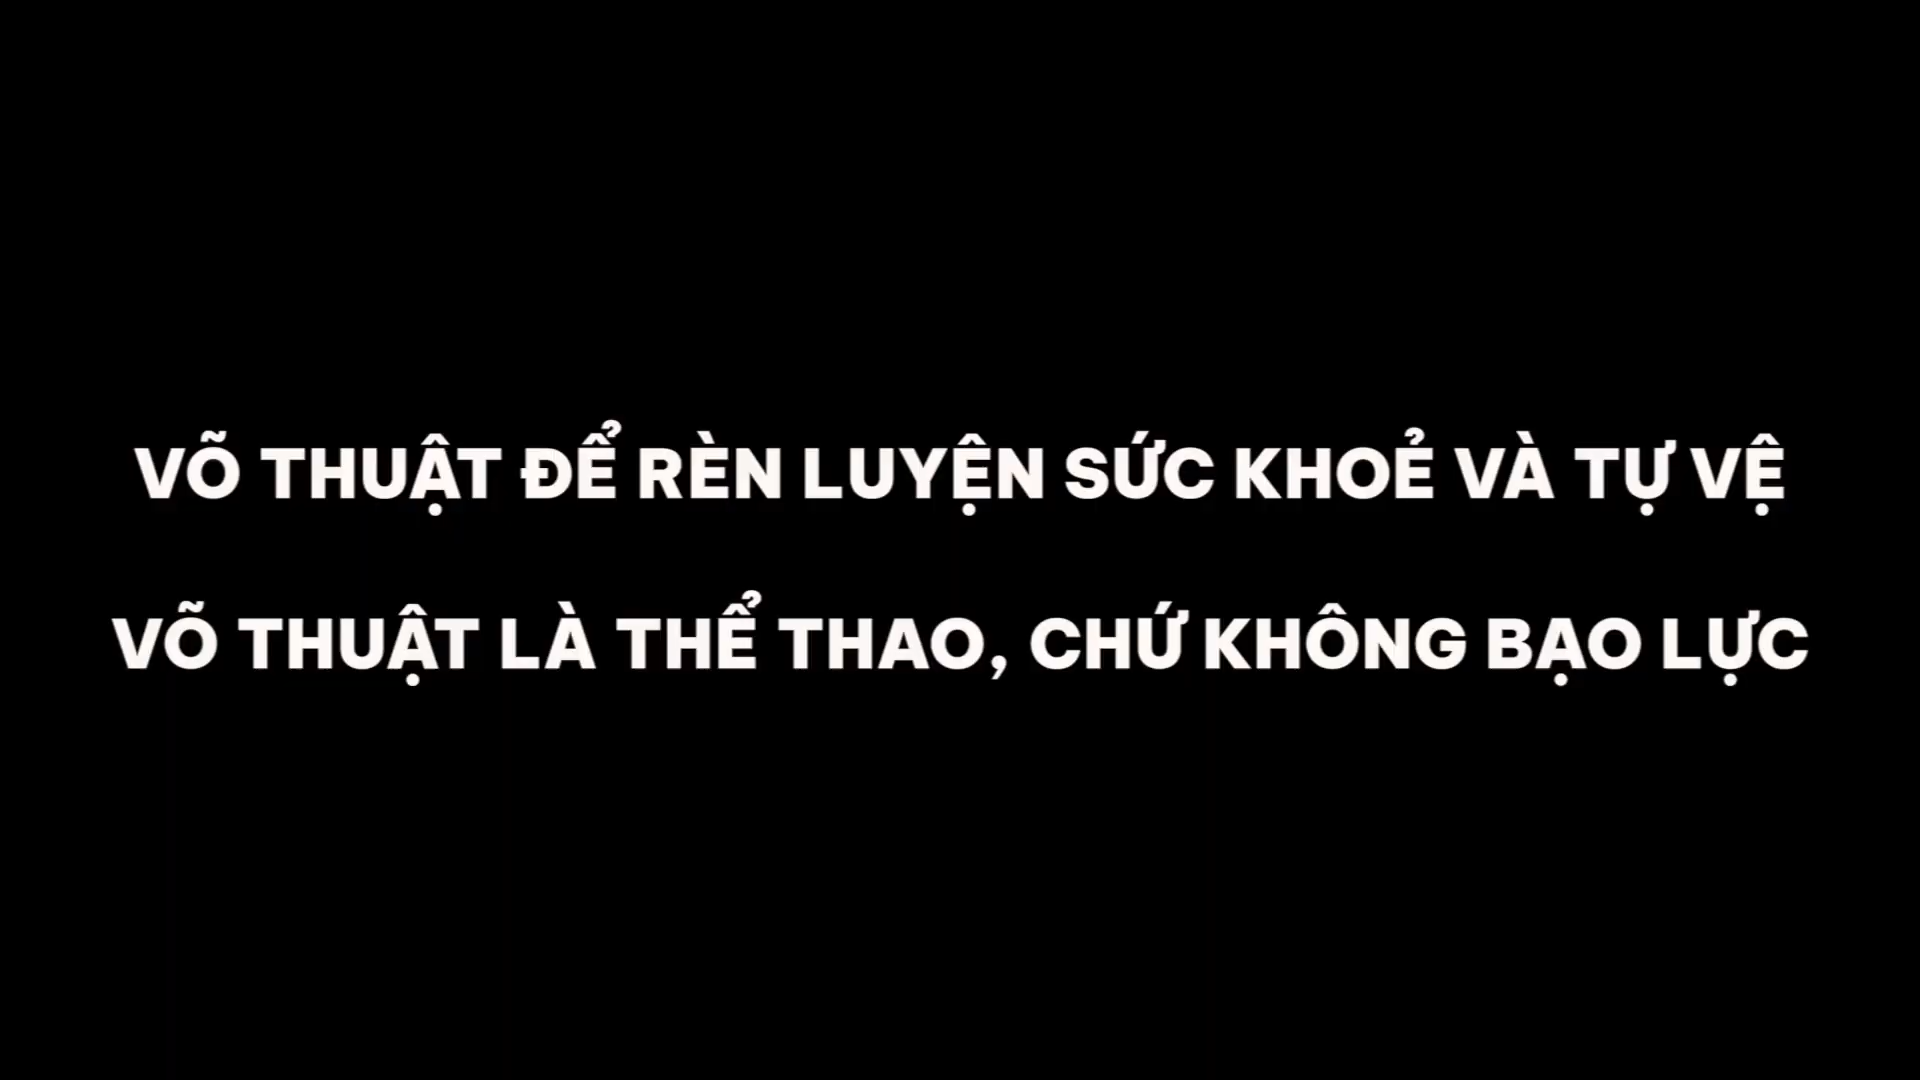 VÕ THUẬT ĐỂ RÈN LUYỆN SỨC KHOẺ VÀ TỰ VỆ
VÕ THUẬT LÀ THỂ THAO, CHỨ KHÔNG BẠO LỰC